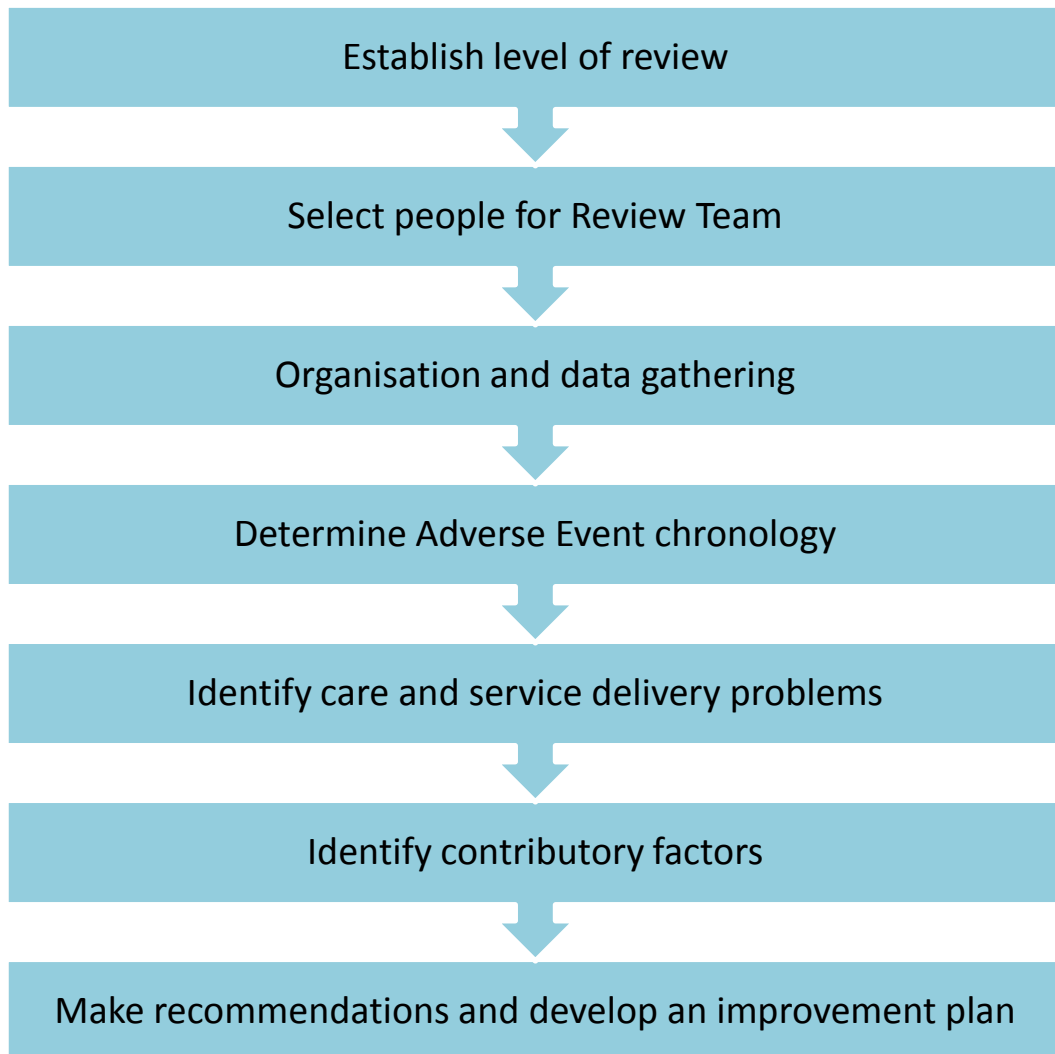 Establish level of review
Select people for Review Team
Organisation and data gathering
Determine Adverse Event chronology
Identify care and service delivery problems
Identify contributory factors
Make recommendations and develop an improvement plan